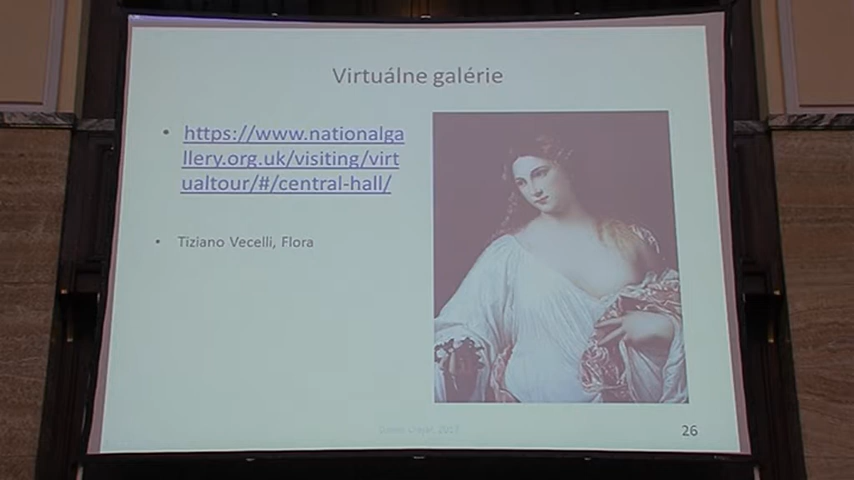 Virtuálne galérie
• https://www.nationalga
llery.org.uk/visiting/virt
ualtour/#/central-hall/
• Tiziano Vecelli, Flora
26